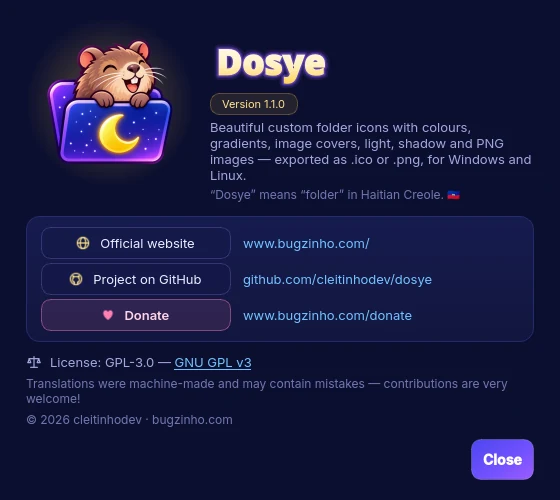 Dosye
Version 1.1.0
Beautiful custom folder icons with colours,
gradients, image covers, light, shadow and PNG
images — exported as .ico or .png, for Windows and
Linux.
“Dosye” means “folder” in Haitian Creole. 🇭🇹
Official website www.bugzinho.com/
Project on GitHub github.com/cleitinhodev/dosye
Donate www.bugzinho.com/donate
License: GPL-3.0 — GNU GPL v3
Translations were machine-made and may contain mistakes — contributions are very
welcome!
© 2026 cleitinhodev · bugzinho.com
Close